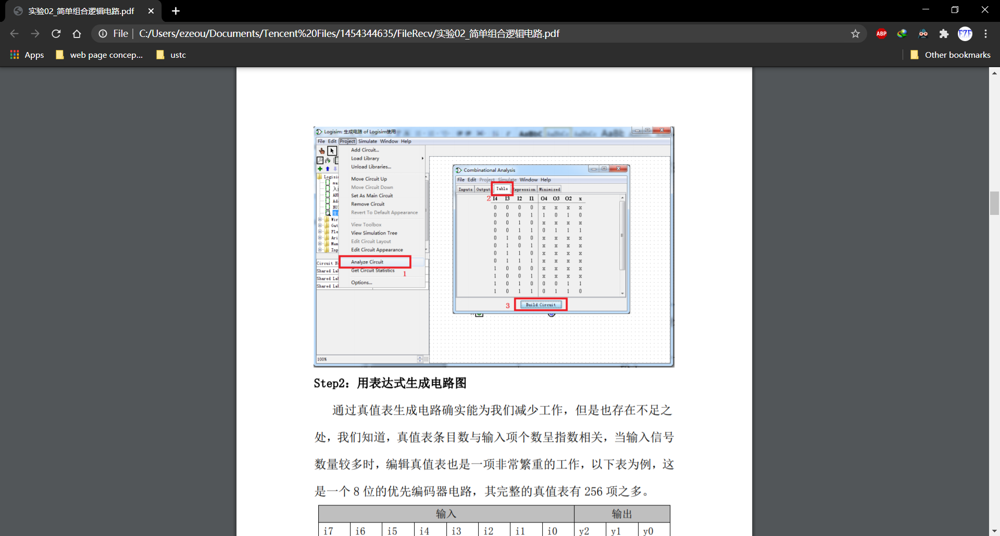 实验02_简单组合逻辑电路.pdf
File C:/Users/ezeou/Documents/Tencent%20Files/1454344635/FileRecv/实验02_简单组合逻辑电路.pdf
ABP
EZE
Apps web page concep... ustc Other bookmarks
Logisim: 生成电路 of Logisim使用
File Edit Project Simulate Window Help
Add Circuit...
Load Library
Unload Libraries...
Move Circuit Up
Move Circuit Down
Set As Main Circuit
Remove Circuit
Revert To Default Appearance
View Toolbox
View Simulation Tree
Edit Circuit Layout
Edit Circuit Appearance
Analyze Circuit
Get Circuit Statistics
1
Options...
Logisi
ma
入
AN
Ad
NO
生
Wir
Gat
Ple
Ari
Mem
Inp
Circuit N
Shared La
Shared La
Shared La
100%
Combinational Analysis
File Edit Project Simulate Window Help
Inputs Output Table Expression Minimized
2
I4 I3 I2 I1 O4 O3 O2 x
0 0 0 0 x x x x
0 0 0 1 1 0 1 0
0 0 1 0 x x x x
0 0 1 1 0 1 1 1
0 1 0 0 x x x x
0 1 0 1 x x x x
0 1 1 0 x x x x
0 1 1 1 x x x x
1 0 0 0 x x x x
1 0 0 1 x x x x
1 0 1 0 0 0 1 1
1 0 1 1 0 1 1 0
3 Build Circuit
Step2：用表达式生成电路图
通过真值表生成电路确实能为我们减少工作，但是也存在不足之
处，我们知道，真值表条目数与输入项个数呈指数相关，当输入信号
数量较多时，编辑真值表也是一项非常繁重的工作，以下表为例，这
是一个 8 位的优先编码器电路，其完整的真值表有 256 项之多。
输入 输出
i7 i6 i5 i4 i3 i2 i1 i0 y2 y1 y0